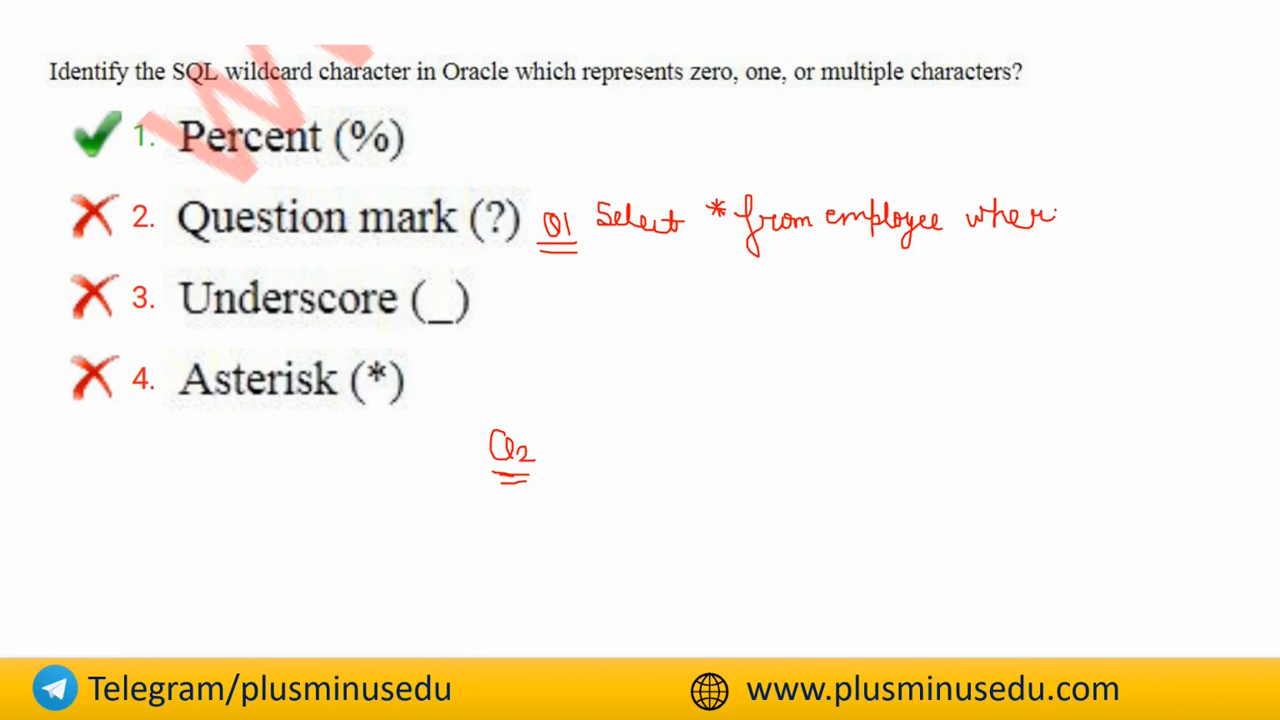 Identify the SQL wildcard character in Oracle which represents zero, one, or multiple characters?
1. Percent (%)
2. Question mark (?)
Q1 Select * from employee wher
3. Underscore (_)
4. Asterisk (*)
Q2
Telegram/plusminusedu
www.plusminusedu.com